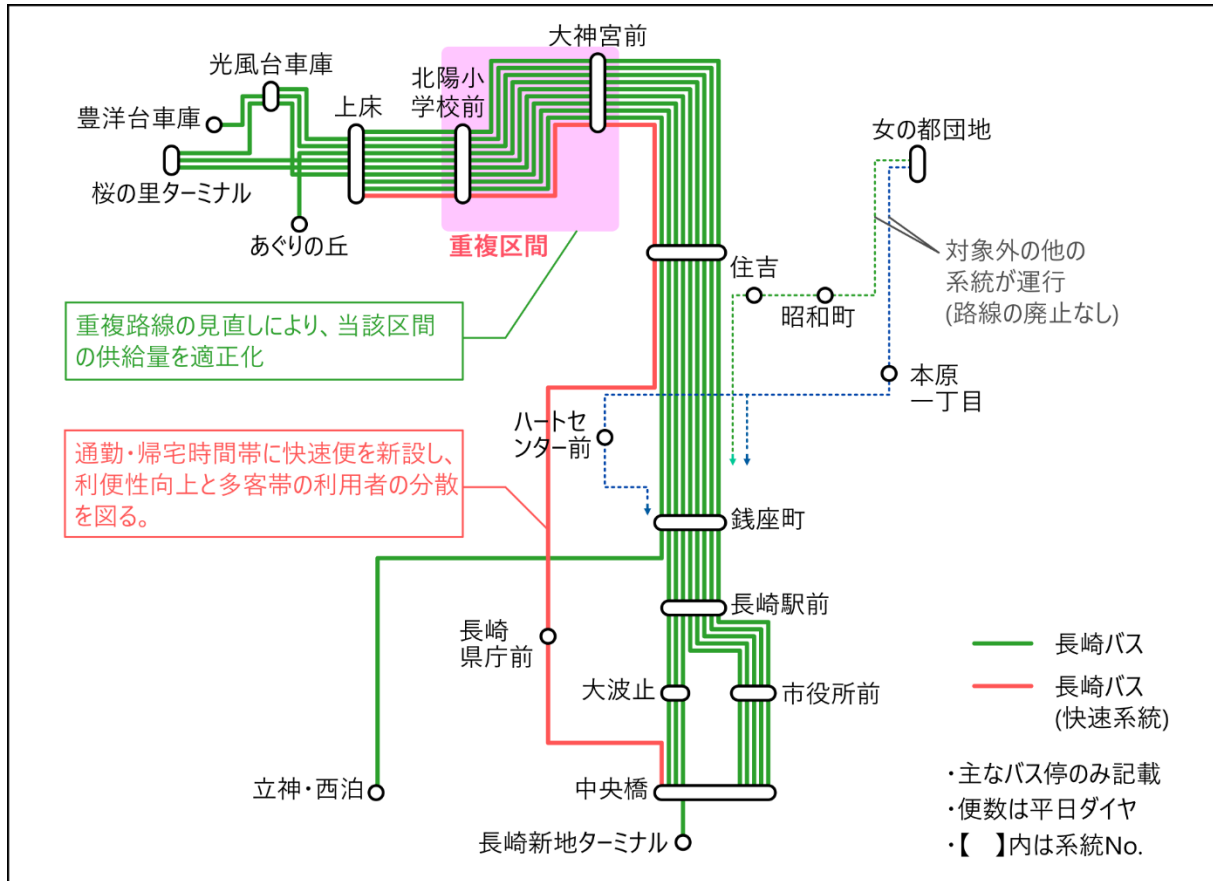 大神宮前
光風台車庫
北陽小
学校前
上床
豊洋台車庫
女の都団地
桜の里ターミナル
あぐりの丘
重複区間
住吉
対象外の他の
系統が運行
(路線の廃止なし)
昭和町
重複路線の見直しにより、当該区間
の供給量を適正化
本原
一丁目
ハートセ
ンター前
通勤・帰宅時間帯に快速便を新設し、
利便性向上と多客帯の利用者の分散
を図る。
銭座町
長崎駅前
長崎
県庁前
長崎バス
大波止
市役所前
長崎バス
(快速系統)
立神・西泊
中央橋
・主なバス停のみ記載
・便数は平日ダイヤ
・【　】内は系統No.
長崎新地ターミナル